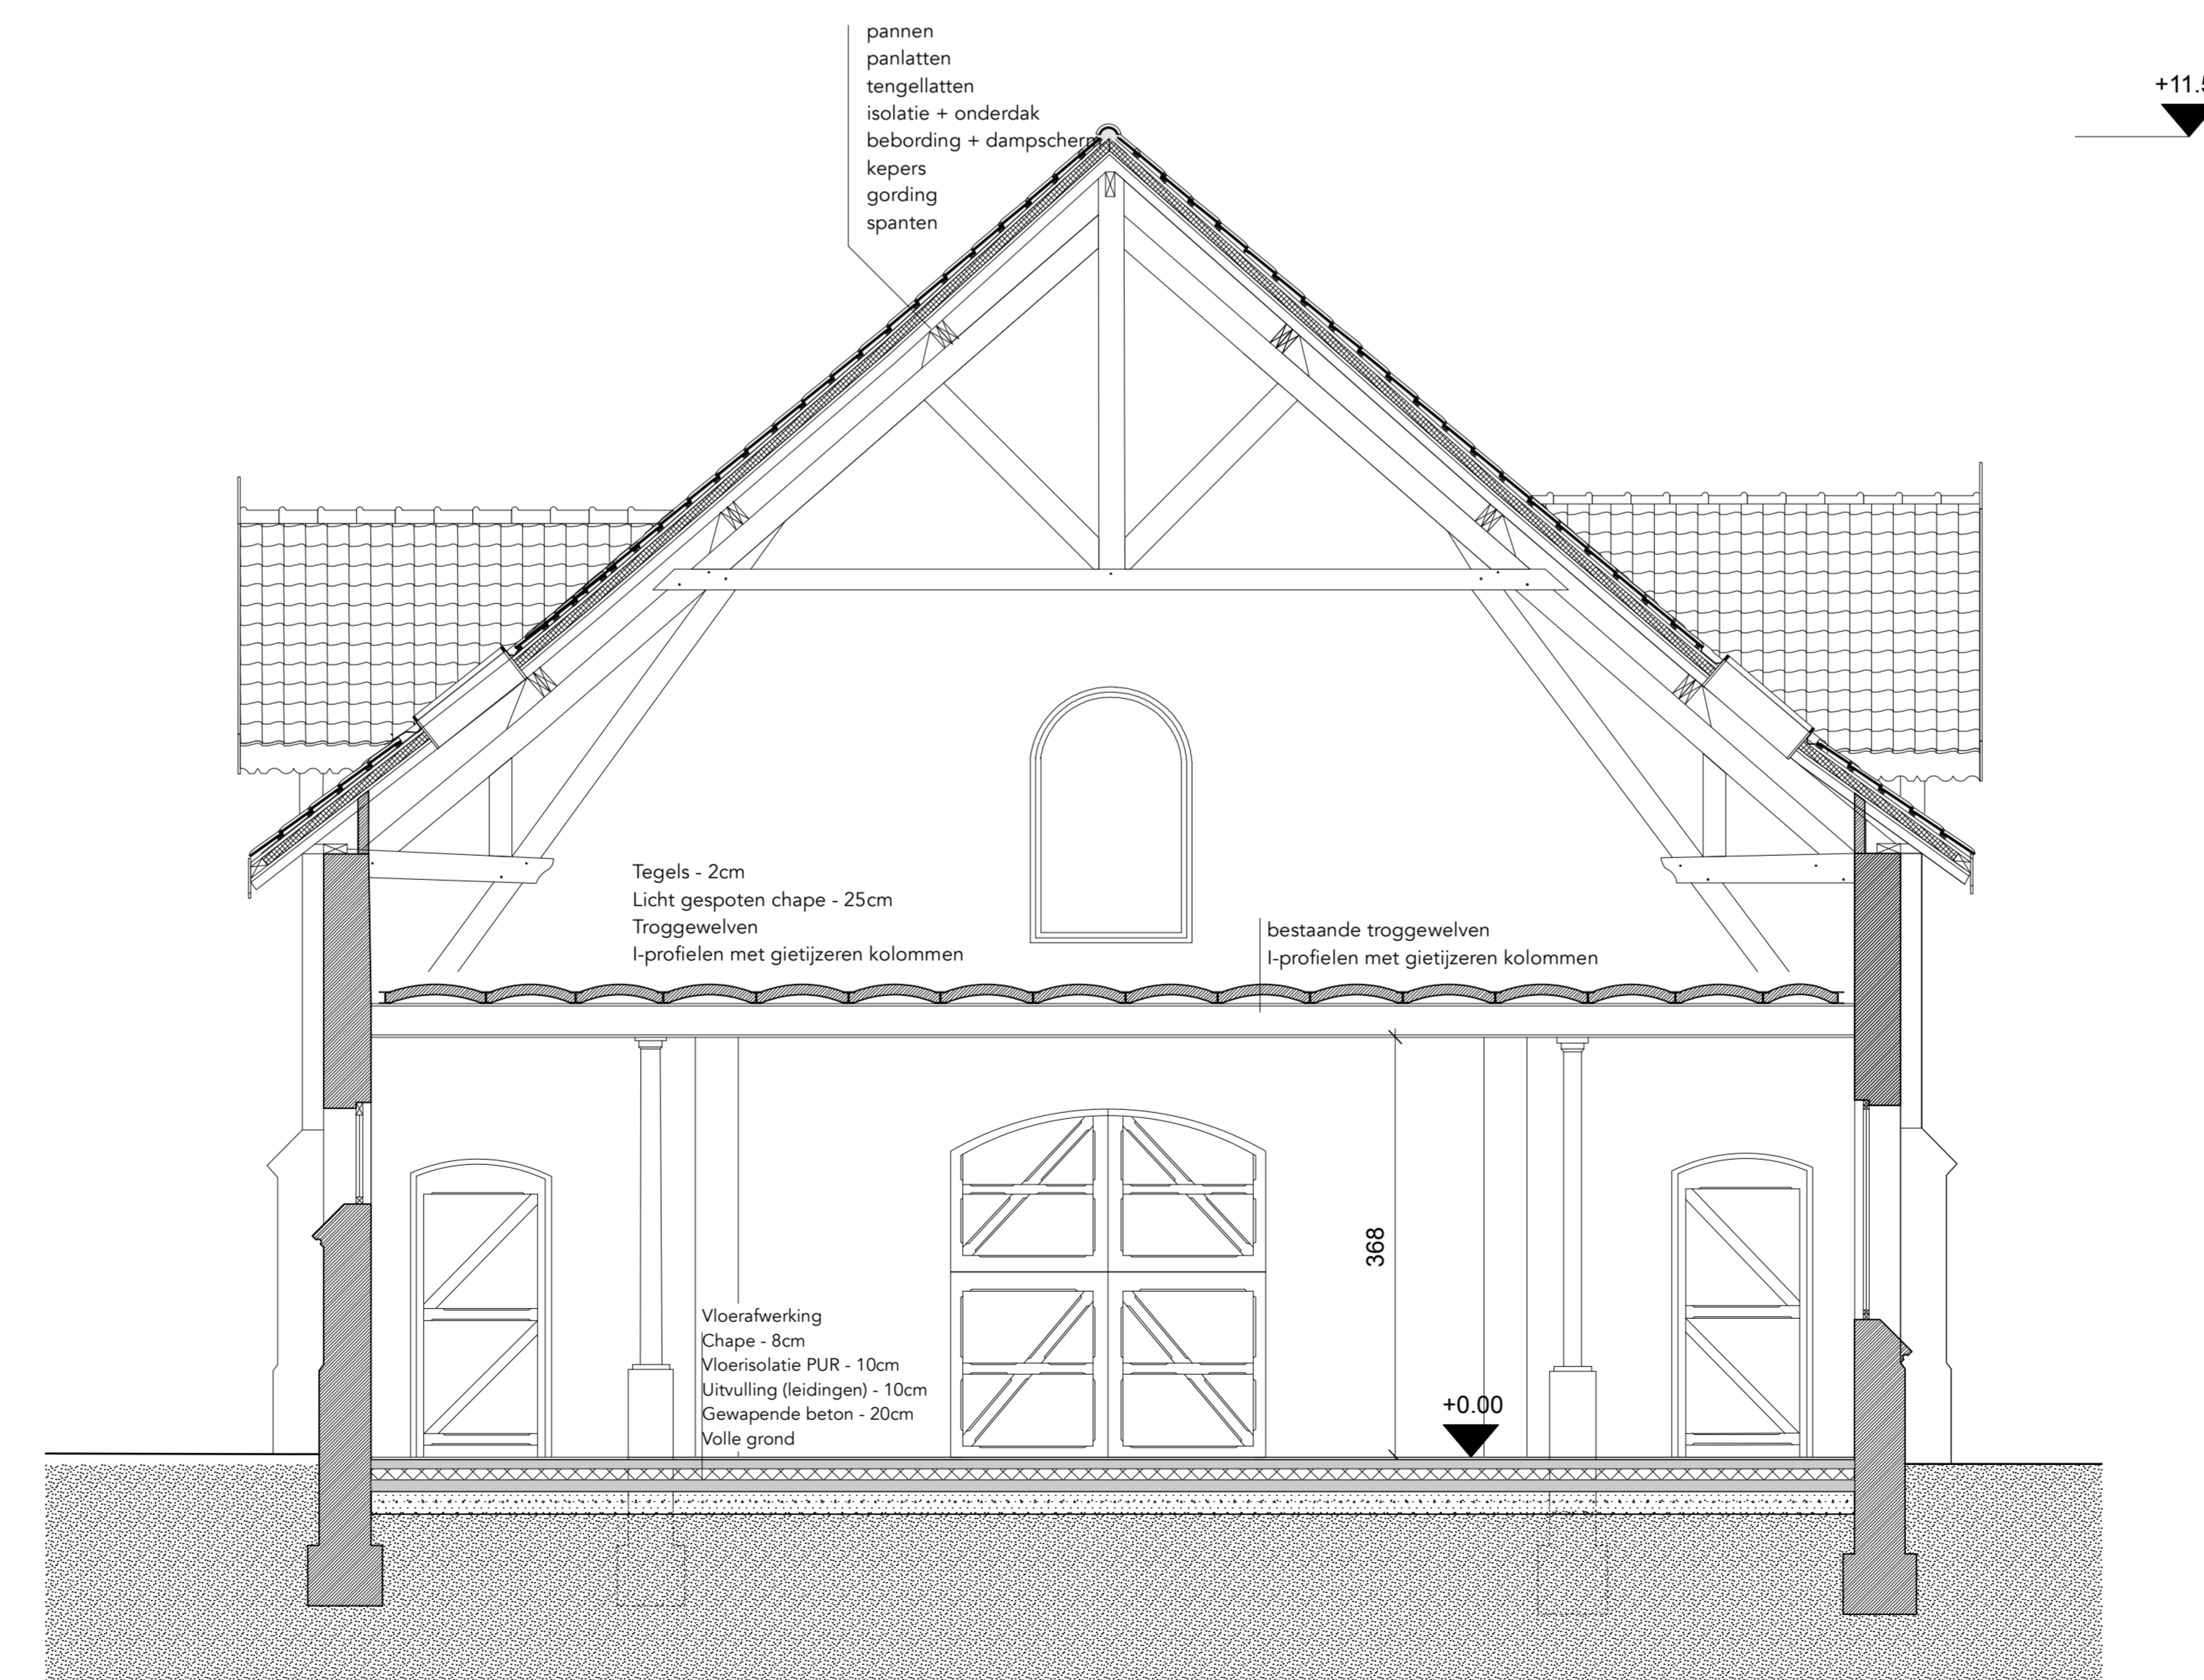 pannen
panlatten
tengellatten
isolatie + onderdak
bebording + dampscherm
kepers
gording
spanten
+11.5
Tegels - 2cm
Licht gespoten chape - 25cm
Troggewelven
I-profielen met gietijzeren kolommen
bestaande troggewelven
I-profielen met gietijzeren kolommen
368
Vloerafwerking
Chape - 8cm
Vloerisolatie PUR - 10cm
Uitvulling (leidingen) - 10cm
Gewapende beton - 20cm
Volle grond
+0.00